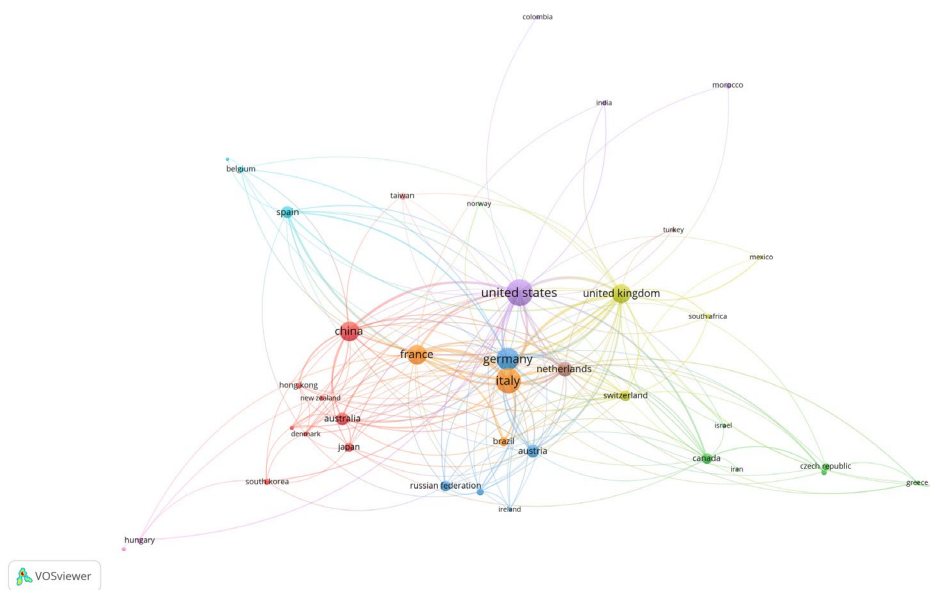 colombia
morocco
india
belgium
taiwan
norway
spain
turkey
mexico
united states
united kingdom
south africa
china
france
germany
netherlands
italy
hong kong
new zealand
switzerland
australia
israel
denmark
brazil
japan
austria
canada
iran
czech republic
south korea
russian federation
greece
ireland
hungary
VOSviewer